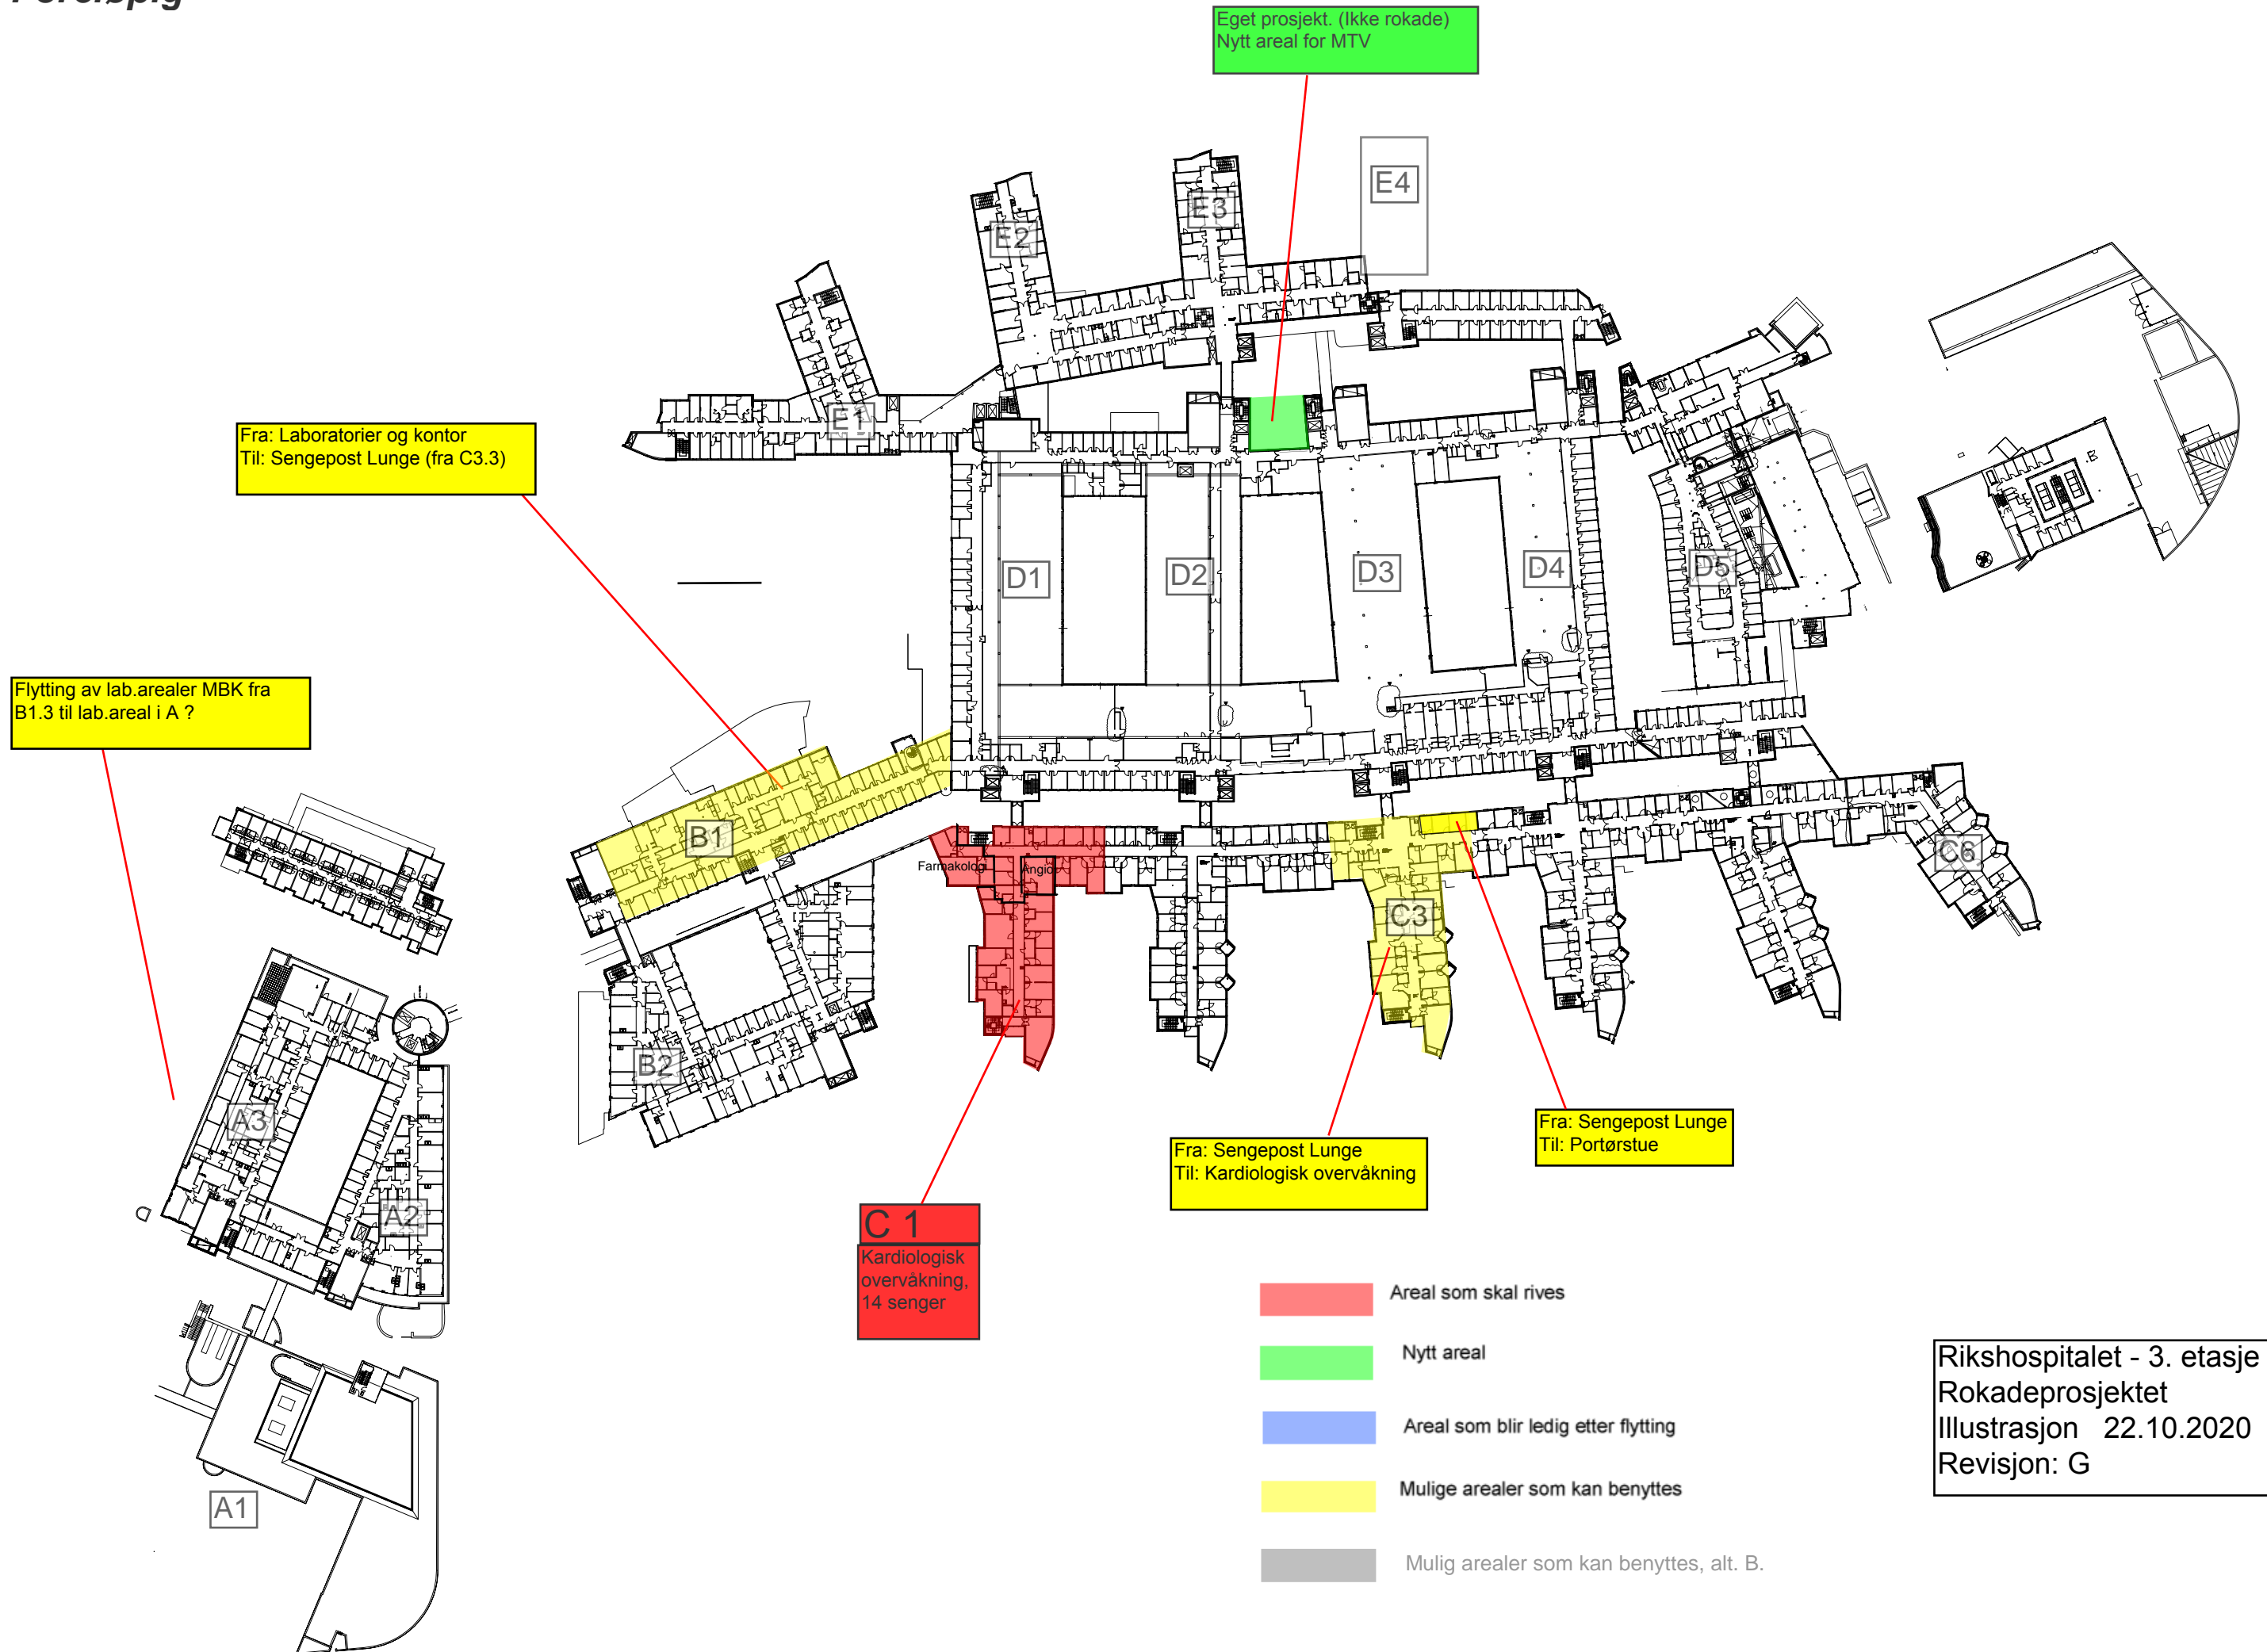 Eget prosjekt. (Ikke rokade)
Nytt areal for MTV
E4
E3
E2
E1
Fra: Laboratorier og kontor
Til: Sengepost Lunge (fra C3.3)
D1
D2
D3
D4
D5
Flytting av lab.arealer MBK fra
B1.3 til lab.areal i A ?
B1
Farmakologi
Angio
C3
C6
B2
A3
A2
A1
Fra: Sengepost Lunge
Til: Portørstue
Fra: Sengepost Lunge
Til: Kardiologisk overvåkning
C 1
Kardiologisk
overvåkning,
14 senger
Areal som skal rives
Nytt areal
Areal som blir ledig etter flytting
Mulige arealer som kan benyttes
Mulig arealer som kan benyttes, alt. B.
Rikshospitalet - 3. etasje
Rokadeprosjektet
Illustrasjon 22.10.2020
Revisjon: G